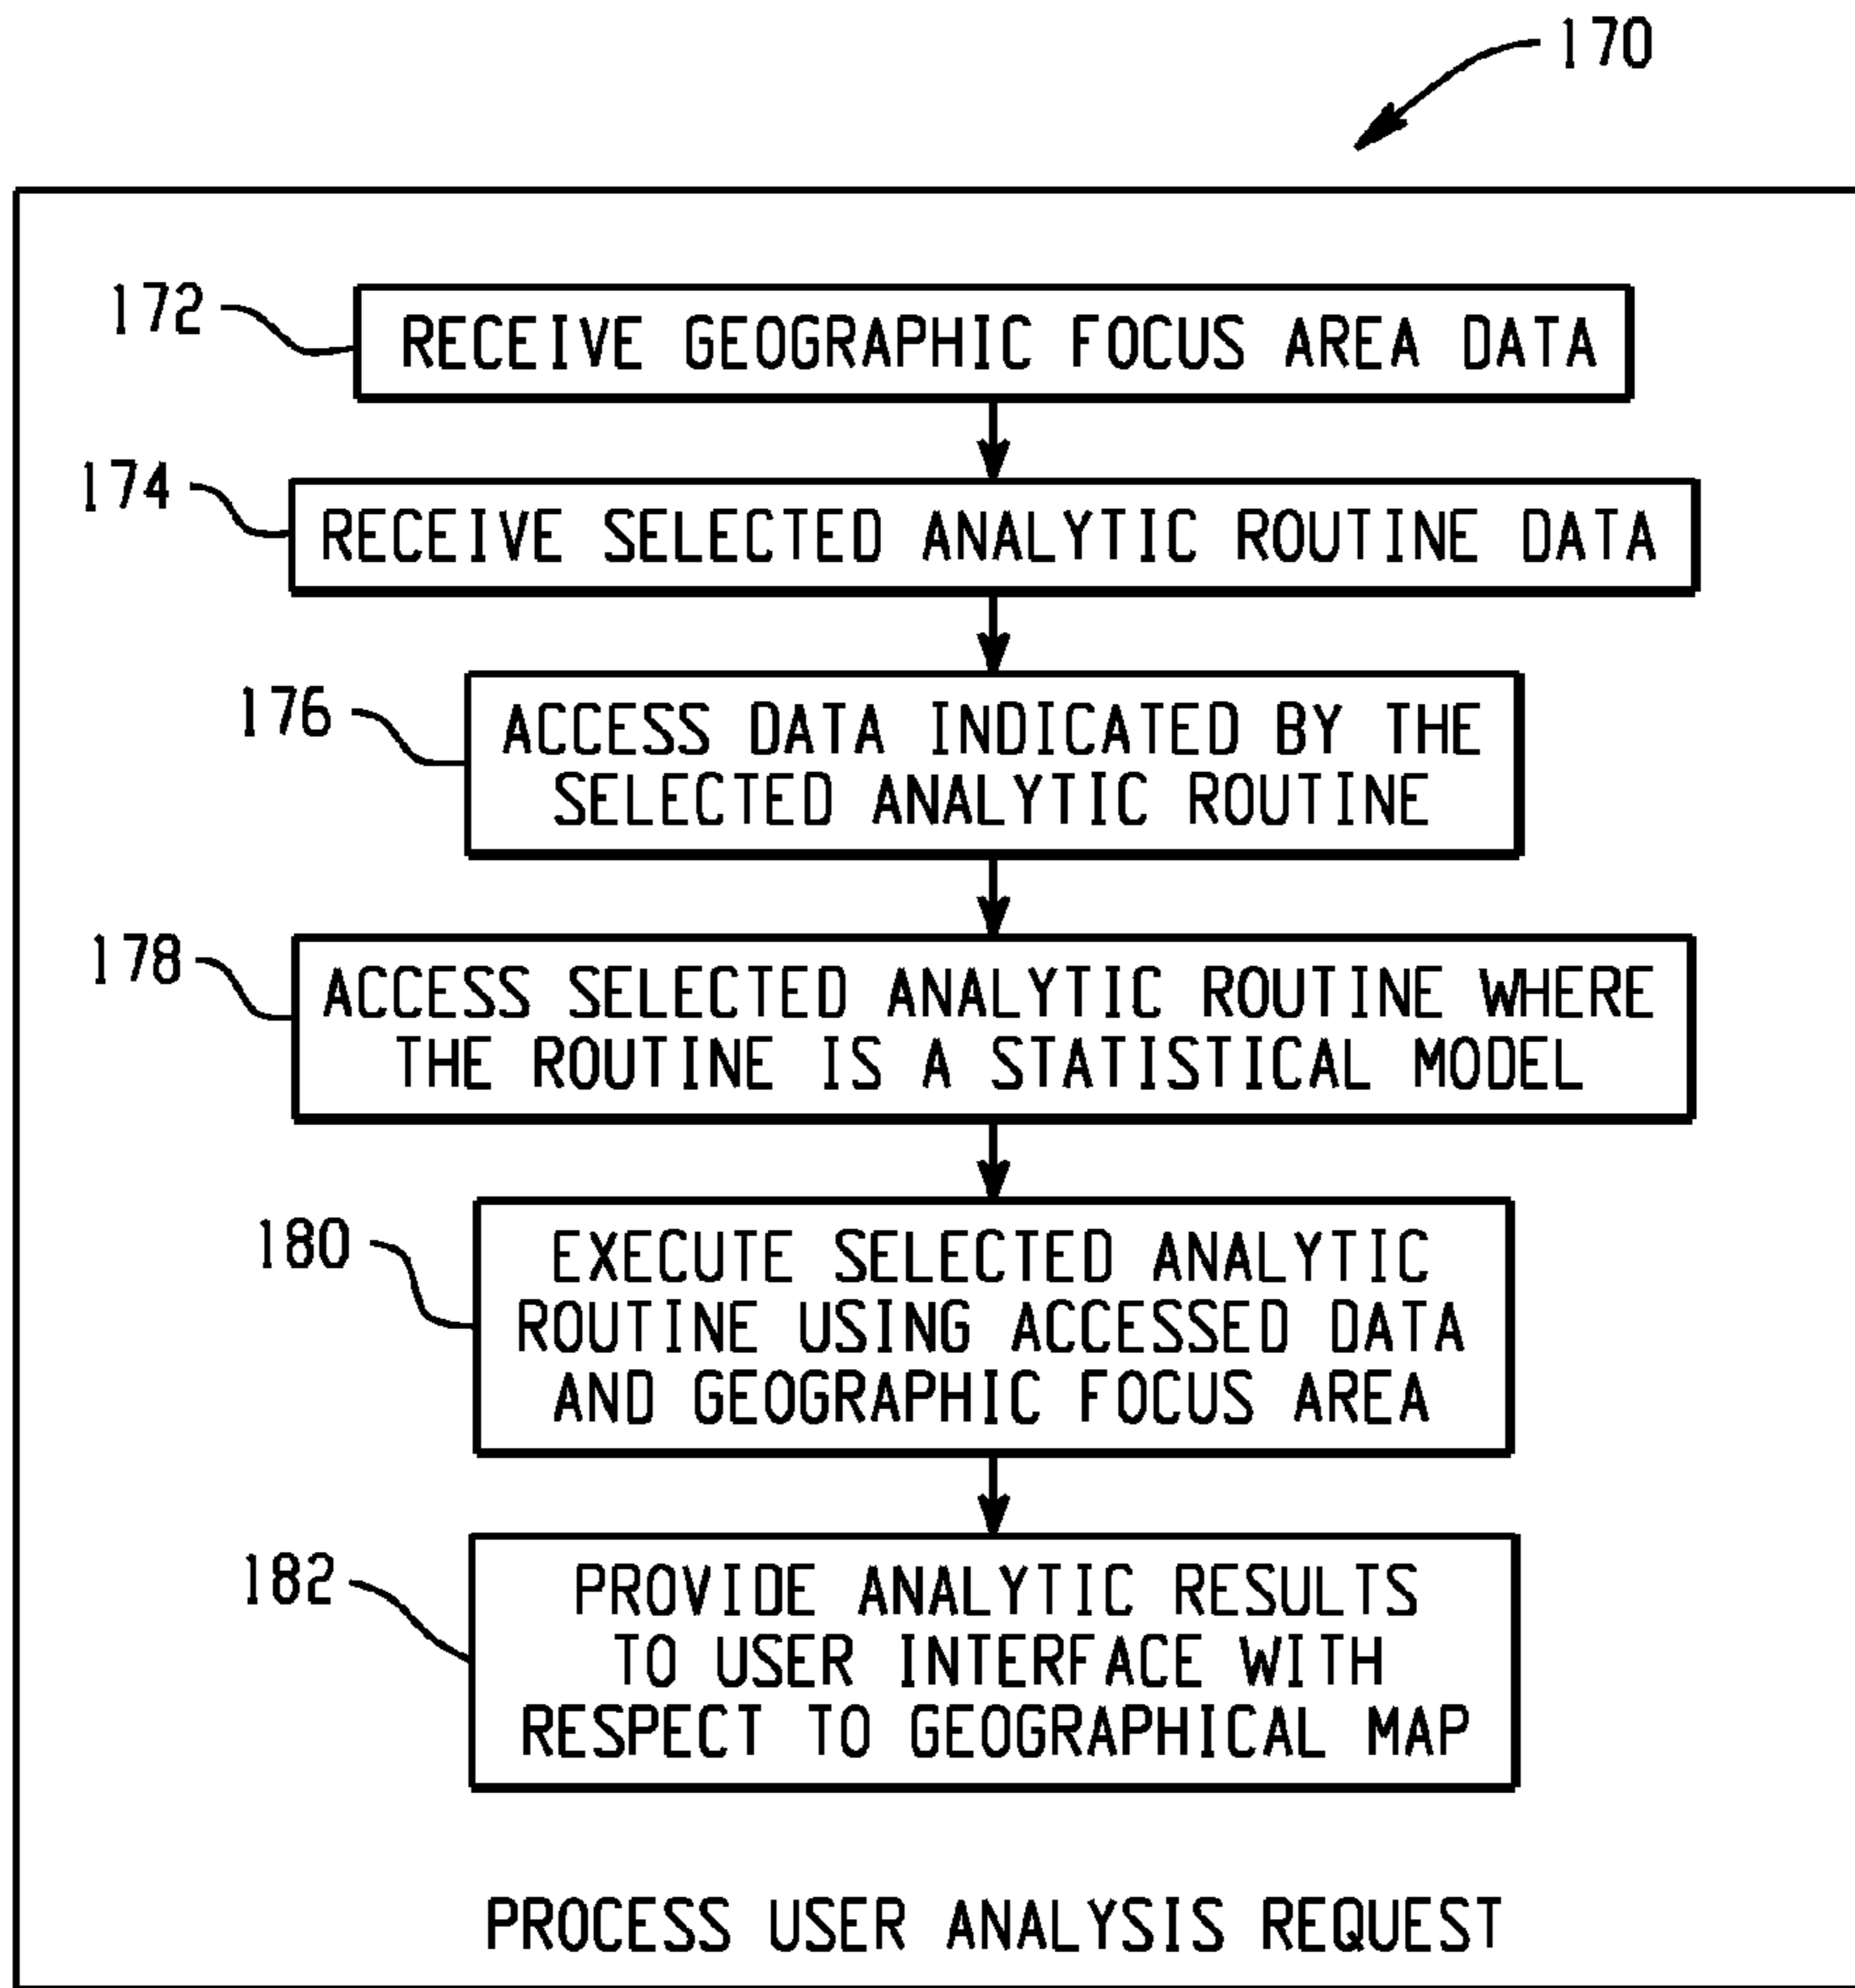 170
172
RECEIVE GEOGRAPHIC FOCUS AREA DATA
174
RECEIVE SELECTED ANALYTIC ROUTINE DATA
176
ACCESS DATA INDICATED BY THE
SELECTED ANALYTIC ROUTINE
178
ACCESS SELECTED ANALYTIC ROUTINE WHERE
THE ROUTINE IS A STATISTICAL MODEL
180
EXECUTE SELECTED ANALYTIC
ROUTINE USING ACCESSED DATA
AND GEOGRAPHIC FOCUS AREA
182
PROVIDE ANALYTIC RESULTS
TO USER INTERFACE WITH
RESPECT TO GEOGRAPHICAL MAP
PROCESS USER ANALYSIS REQUEST